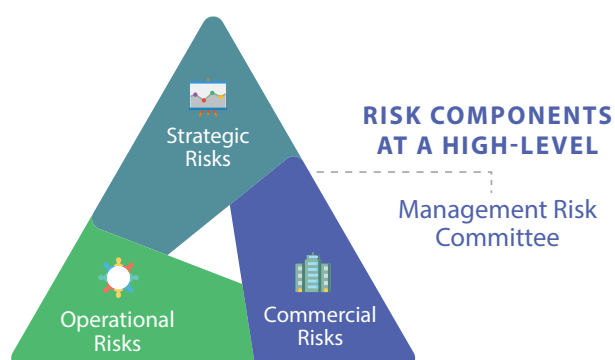 Strategic
Risks
RISK COMPONENTS
AT A HIGH-LEVEL
Management Risk
Committee
Operational
Risks
Commercial
Risks